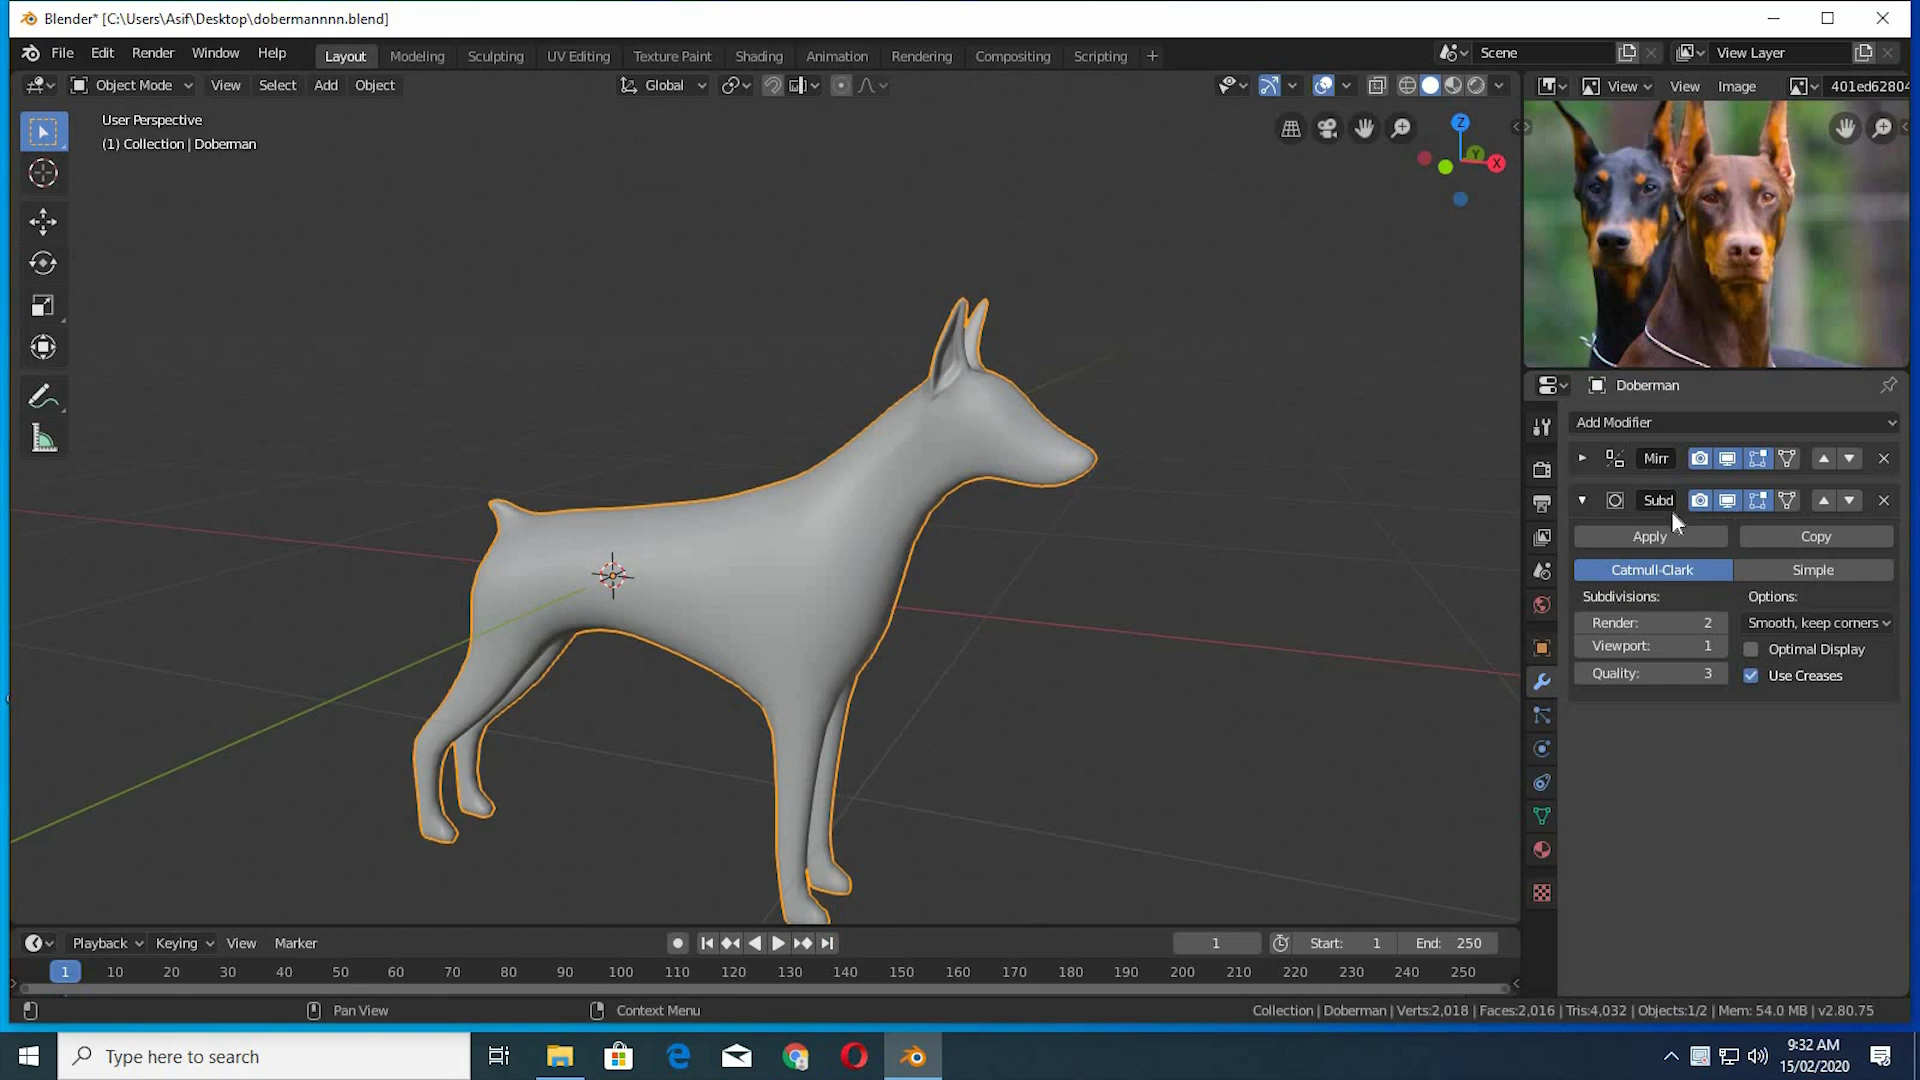 Blender* [C:\Users\Asif\Desktop\dobermannnn.blend]
File Edit Render Window Help Layout Modeling Sculpting UV Editing Texture Paint Shading Animation Rendering Compositing Scripting + Scene View Layer
Object Mode View Select Add Object Global View View Image 401ed62804
User Perspective
(1) Collection | Doberman
Z
Y
X
Doberman
Add Modifier
Mirr
Subd
Apply Copy
Catmull-Clark Simple
Subdivisions: Options:
Render: 2 Smooth, keep corners
Viewport: 1 Optimal Display
Quality: 3 Use Creases
Playback Keying View Marker 1 Start: 1 End: 250
1 10 20 30 40 50 60 70 80 90 100 110 120 130 140 150 160 170 180 190 200 210 220 230 240 250
Pan View Context Menu Collection | Doberman | Verts:2,018 | Faces:2,016 | Tris:4,032 | Objects:1/2 | Mem: 54.0 MB | v2.80.75
Type here to search
9:32 AM
15/02/2020